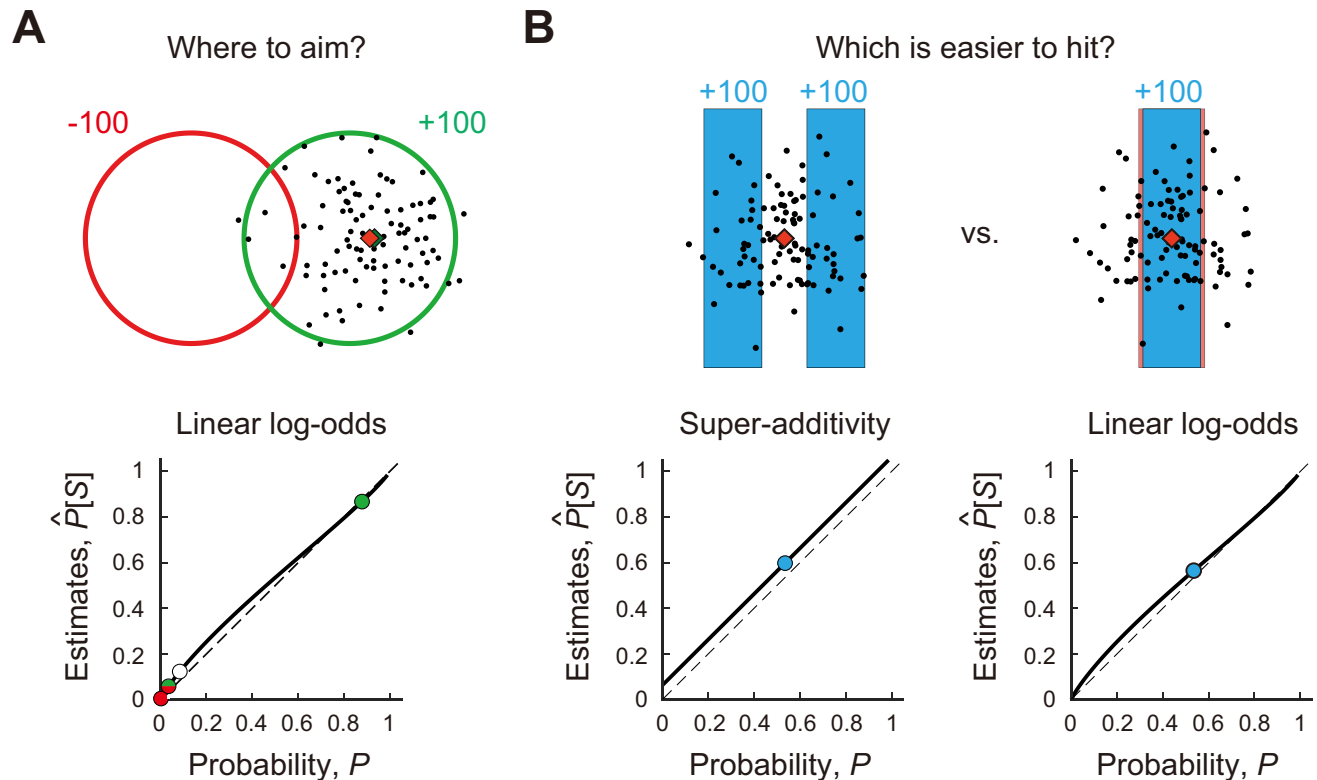 A
Where to aim?
-100
+100
B
Which is easier to hit?
+100
+100
vs.
+100
Linear log-odds
Estimates, P̂[S]
1
0.8
0.6
0.4
0.2
0
0
0.2
0.4
0.6
0.8
1
Probability, P
Super-additivity
Estimates, P̂[S]
1
0.8
0.6
0.4
0.2
0
0
0.2
0.4
0.6
0.8
1
Probability, P
Linear log-odds
Estimates, P̂[S]
1
0.8
0.6
0.4
0.2
0
0
0.2
0.4
0.6
0.8
1
Probability, P